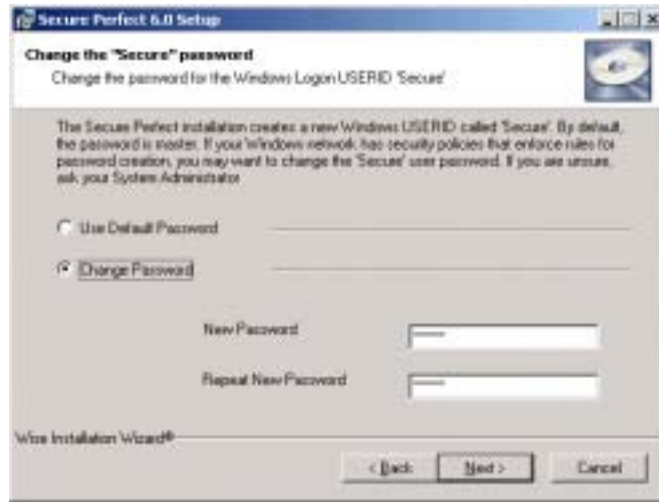 Secure Perfect 6.0 Setup
Change the "Secure" password
Change the password for the Windows Logon USERID 'Secure'
The Secure Perfect installation creates a new Windows USERID called 'Secure'. By default,
the password is master. If your Windows network has security policies that enforce rules for
password creation, you may want to change the 'Secure' user password. If you are unsure,
ask your System Administrator
Use Default Password
Change Password
New Password
Repeat New Password
Wise Installation Wizard®
< Back
Next >
Cancel